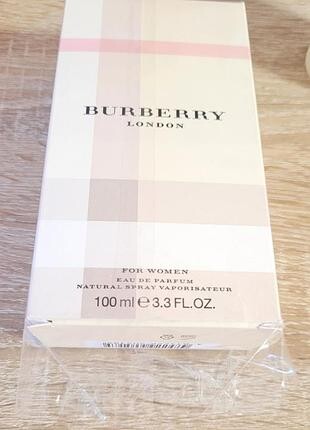 BURBERRY
LONDON
FOR WOMEN
EAU DE PARFUM
NATURAL SPRAY VAPORISATEUR
100 ml ℮ 3.3 FL.OZ.